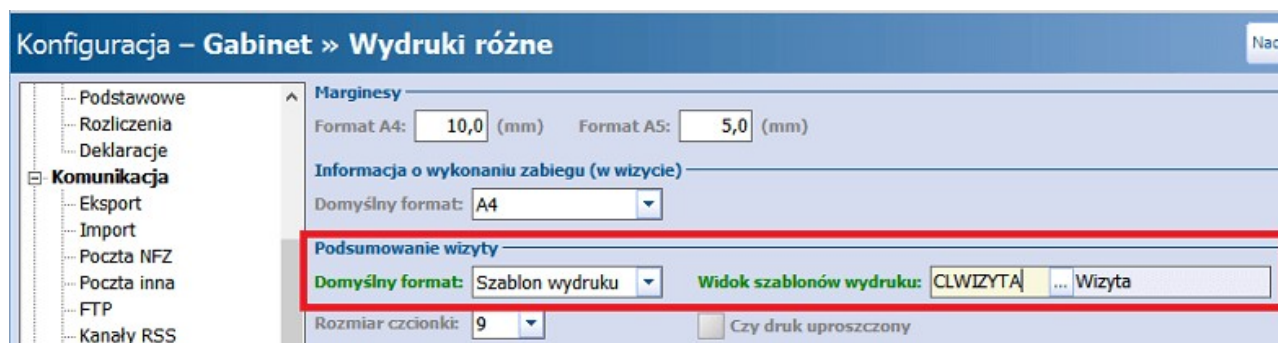 Konfiguracja – Gabinet » Wydruki różne
Podstawowe
Rozliczenia
Deklaracje
Komunikacja
Eksport
Import
Poczta NFZ
Poczta inna
FTP
Kanały RSS
Marginesy
Format A4: 10,0 (mm) Format A5: 5,0 (mm)
Informacja o wykonaniu zabiegu (w wizycie)
Domyślny format: A4
Podsumowanie wizyty
Domyślny format: Szablon wydruku Widok szablonów wydruku: CLWIZYTA ... Wizyta
Rozmiar czcionki: 9 Czy druk uproszczony